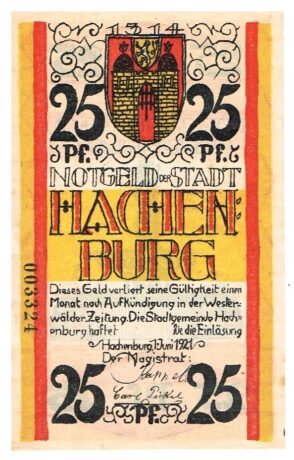 1314
25 25
Pf. Pf.
NOTGELD DER STADT
HACHEN=
BURG
Dieses Geld verliert seine Gültigkeit einen
Monat nach Aufkündigung in der Wester-
wälder-Zeitung. Die Stadtgemeinde Hach-
enburg haftet für die Einlösung
Hachenburg 1. Juni 1921
Der Magistrat:
Carl Pickel
25 25
Pf.
003324